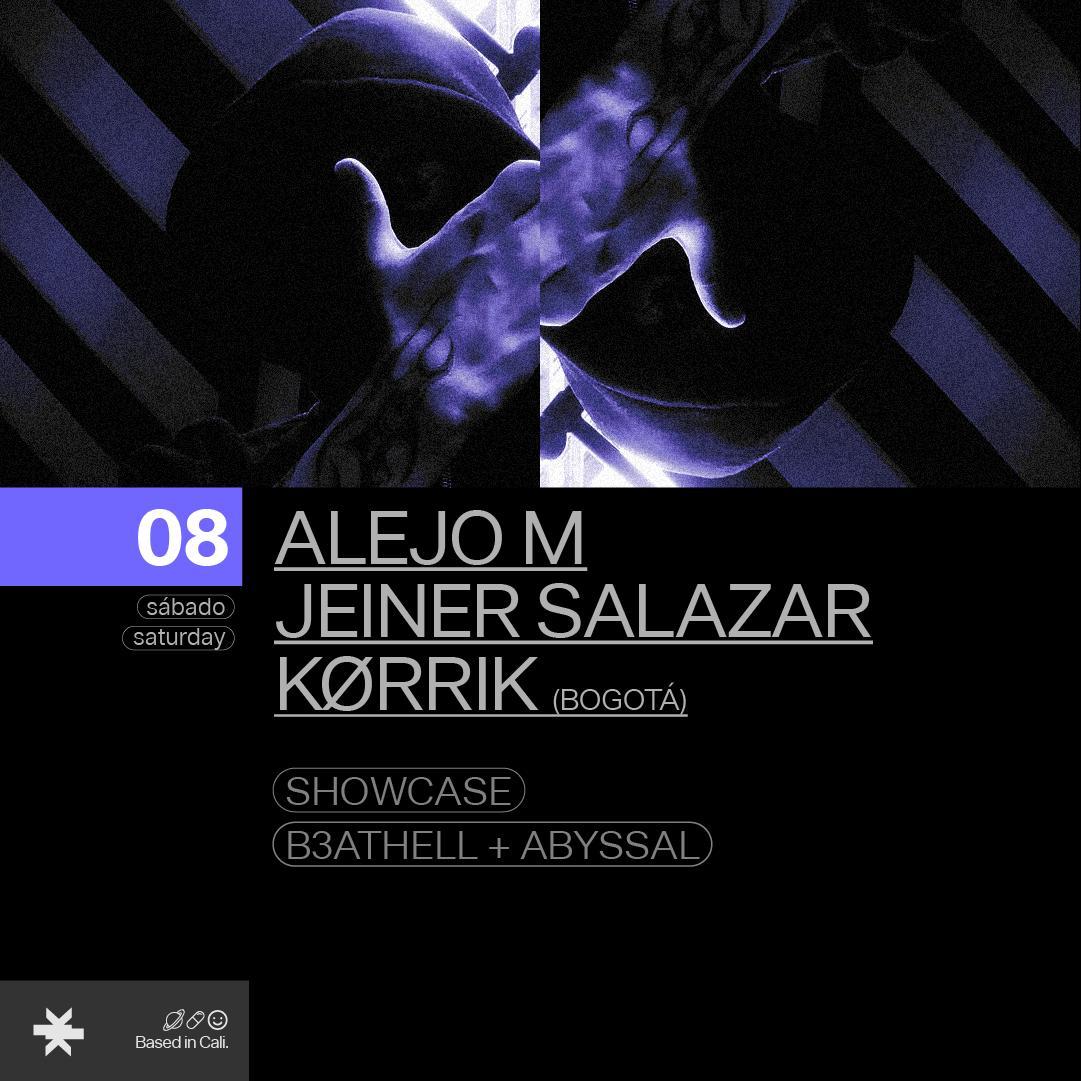 08
sábado
saturday
ALEJO M
JEINER SALAZAR
KØRRIK (BOGOTÁ)
SHOWCASE
B3ATHELL + ABYSSAL
Based in Cali.